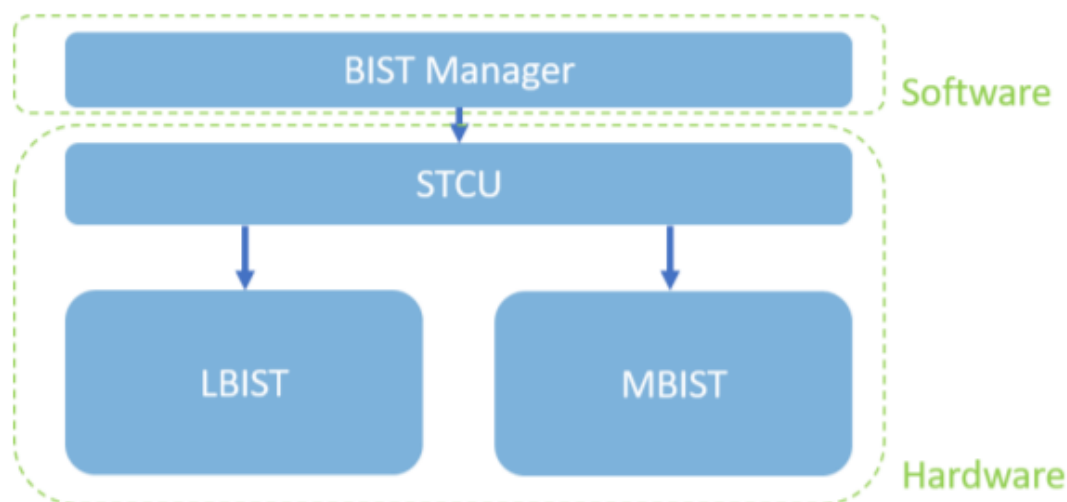 BIST Manager
Software
STCU
LBIST
MBIST
Hardware